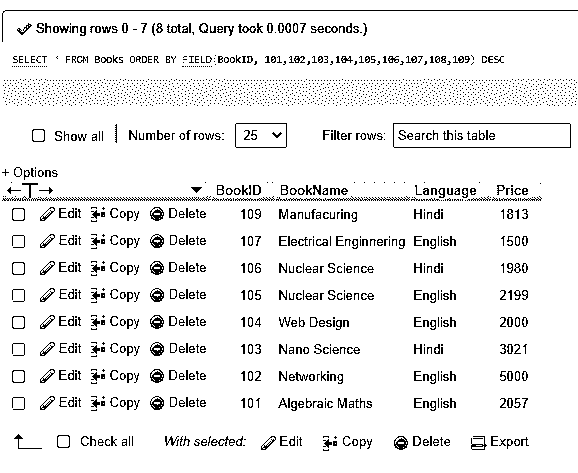 Showing rows 0 - 7 (8 total, Query took 0.0007 seconds.)
SELECT * FROM Books ORDER BY FIELD(BookID, 101,102,103,104,105,106,107,108,109) DESC
Show all Number of rows: 25 Filter rows: Search this table
+ Options
←T→ BookID BookName Language Price
Edit Copy Delete 109 Manufacuring Hindi 1813
Edit Copy Delete 107 Electrical Enginnering English 1500
Edit Copy Delete 106 Nuclear Science Hindi 1980
Edit Copy Delete 105 Nuclear Science English 2199
Edit Copy Delete 104 Web Design English 2000
Edit Copy Delete 103 Nano Science Hindi 3021
Edit Copy Delete 102 Networking English 5000
Edit Copy Delete 101 Algebraic Maths English 2057
Check all With selected: Edit Copy Delete Export